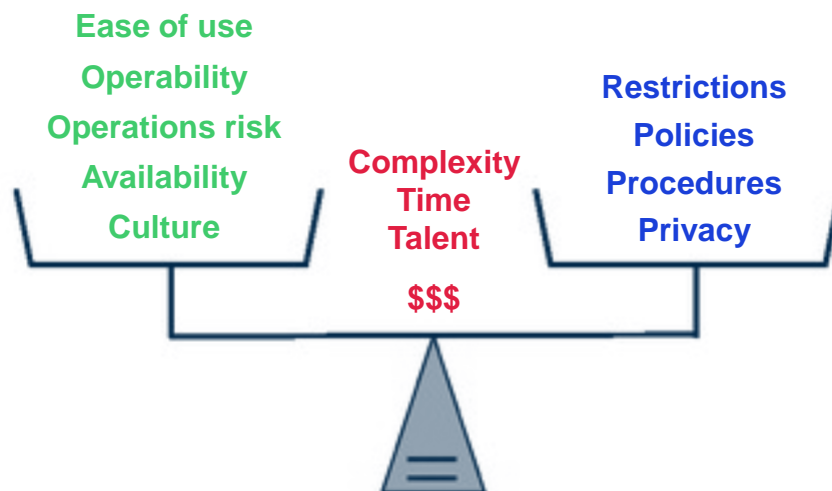 Ease of use
Operability
Operations risk
Availability
Culture
Complexity
Time
Talent
$$$
Restrictions
Policies
Procedures
Privacy